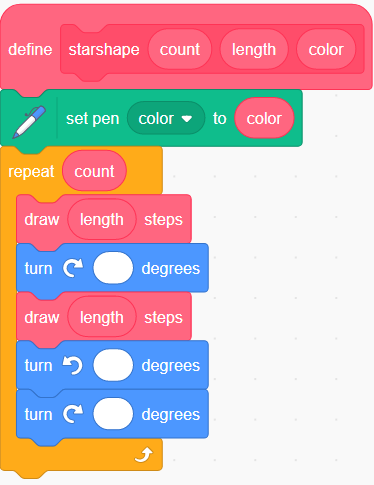 define starshape count length color
set pen color to color
repeat count
draw length steps
turn degrees
draw length steps
turn degrees
turn degrees